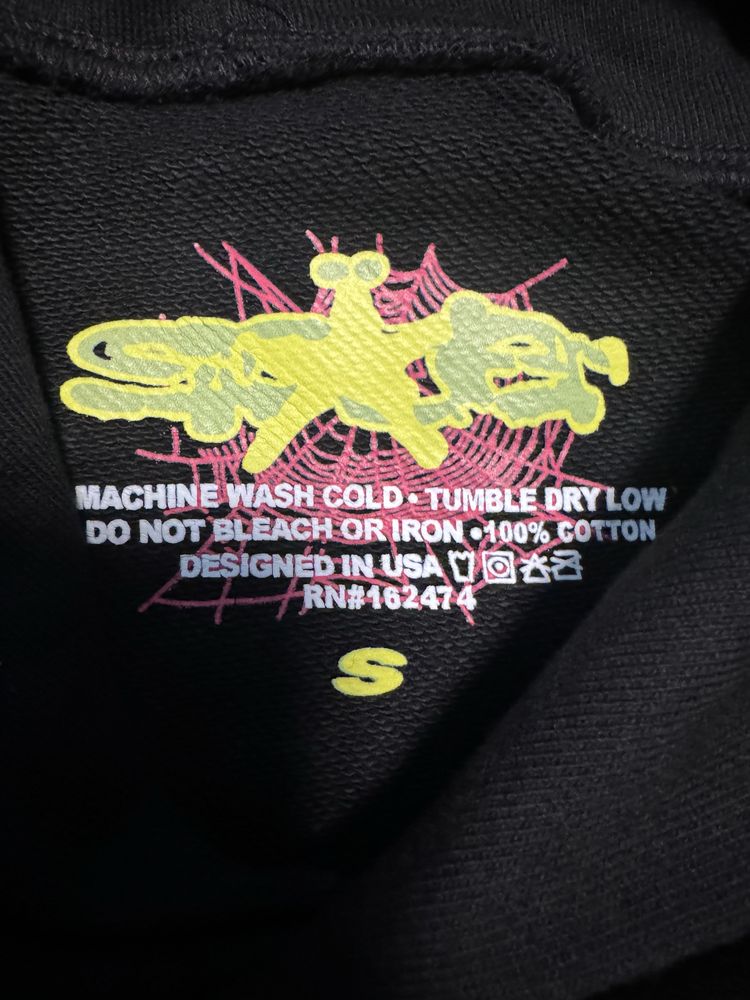 MACHINE WASH COLD • TUMBLE DRY LOW
DO NOT BLEACH OR IRON • 100% COTTON
DESIGNED IN USA
RN#162474
S